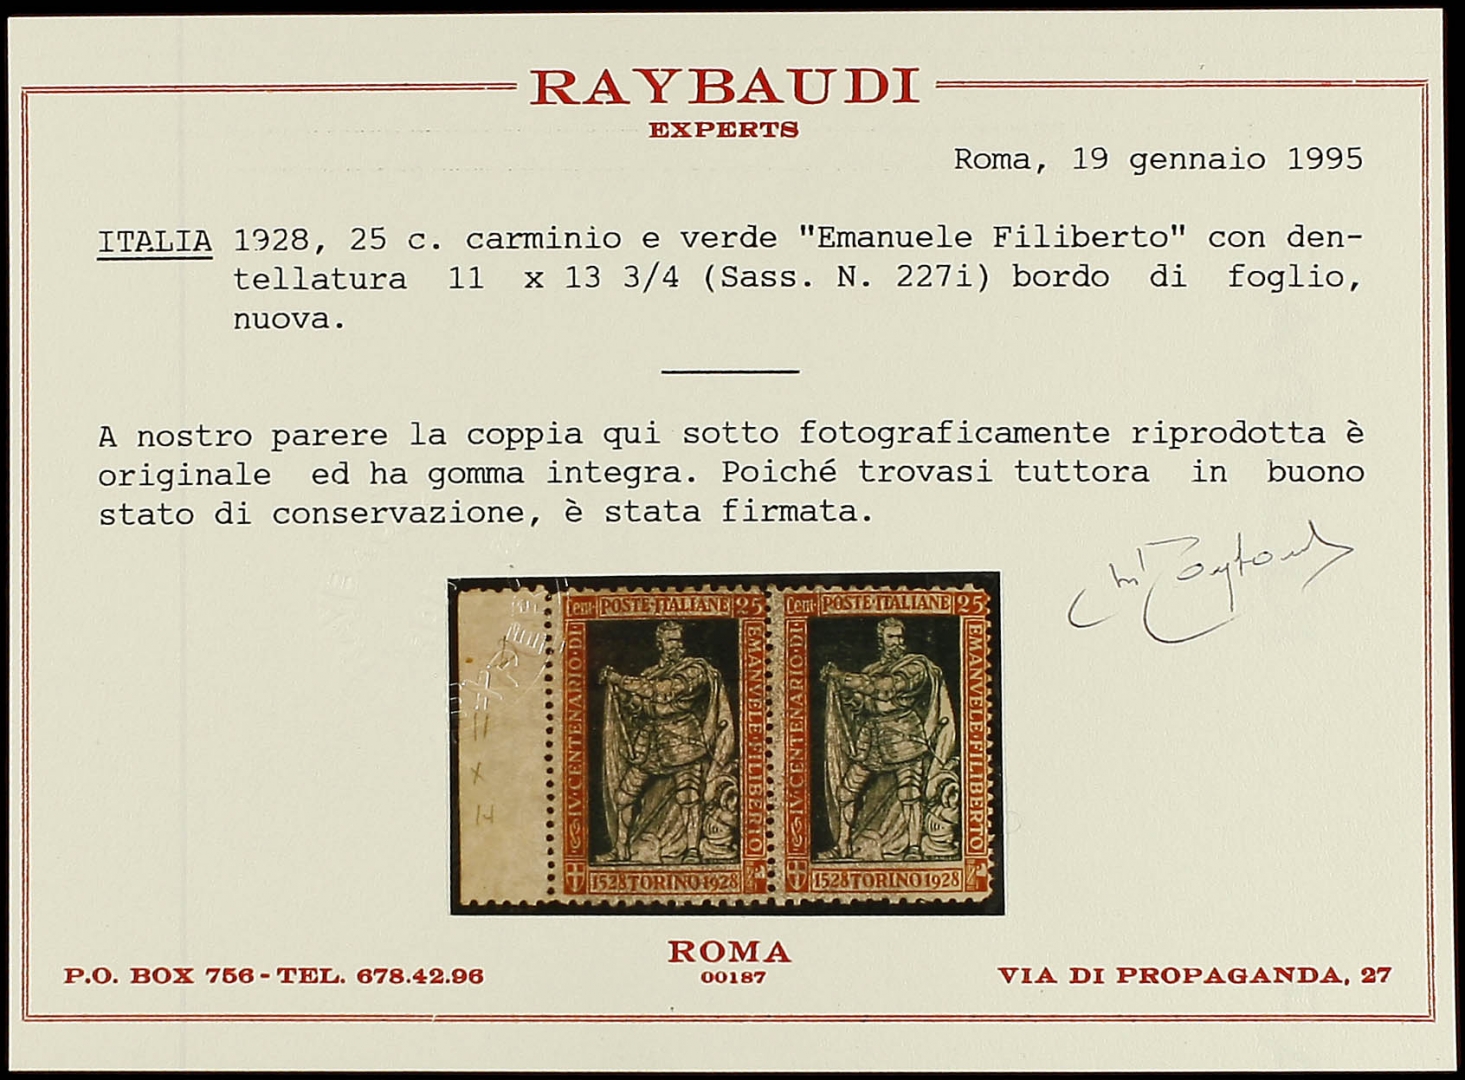 RAYBAUDI
EXPERTS
Roma, 19 gennaio 1995
ITALIA 1928, 25 c. carminio e verde "Emanuele Filiberto" con den-
tellatura 11 x 13 3/4 (Sass. N. 227i) bordo di foglio,
nuova.
A nostro parere la coppia qui sotto fotograficamente riprodotta è
originale ed ha gomma integra. Poiché trovasi tuttora in buono
stato di conservazione, è stata firmata.
Cent. POSTE·ITALIANE 25
IV·CENTENARIO·DI
EMANVELE·FILIBERTO
1528 TORINO 1928
Cent. POSTE·ITALIANE 25
IV·CENTENARIO·DI
EMANVELE·FILIBERTO
1528 TORINO 1928
11
x
14
ROMA
00187
P.O. BOX 756 - TEL. 678.42.96
VIA DI PROPAGANDA, 27